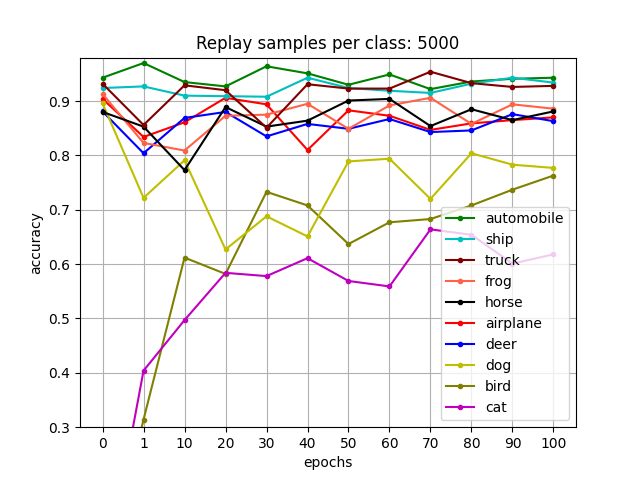 Replay samples per class: 5000
accuracy
0.9
0.8
0.7
0.6
0.5
0.4
0.3
automobile
ship
truck
frog
horse
airplane
deer
dog
bird
cat
0 1 10 20 30 40 50 60 70 80 90 100
epochs